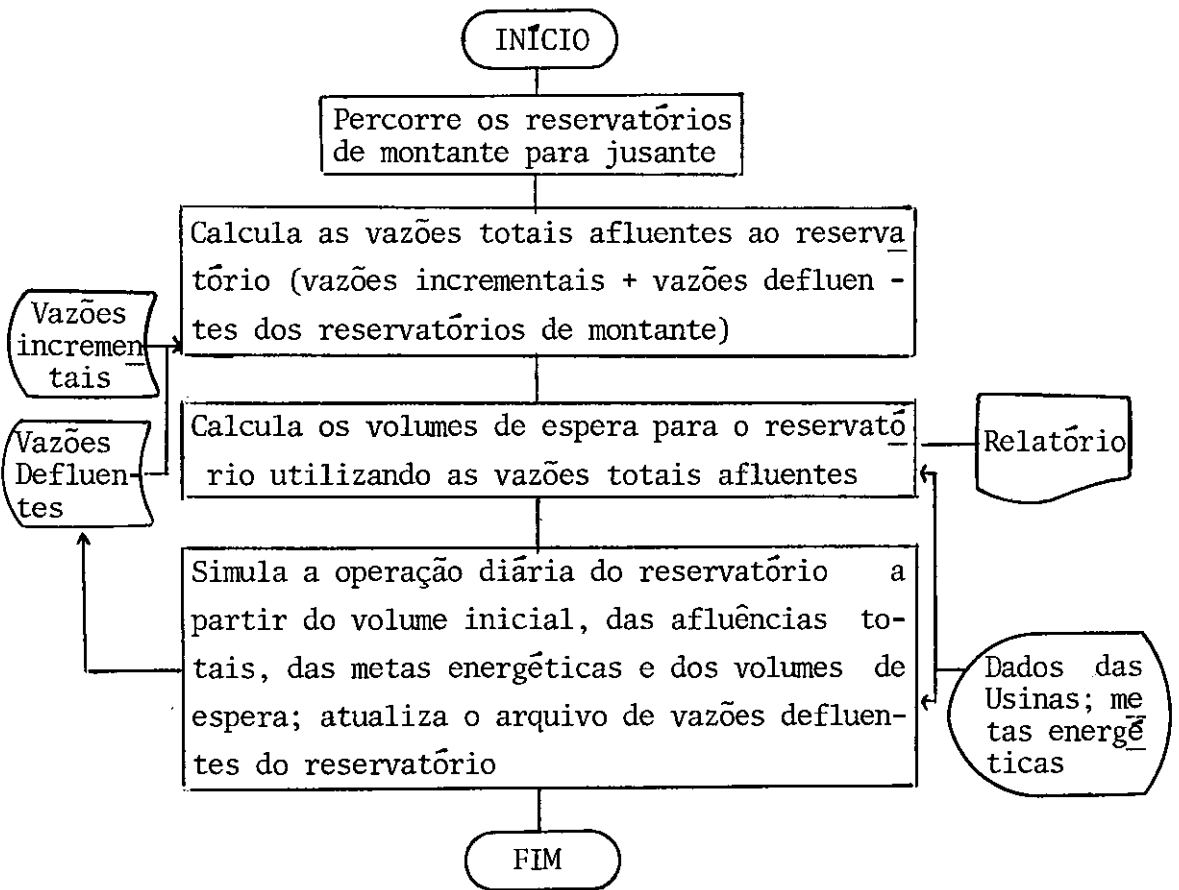 INÍCIO
Percorre os reservatórios
de montante para jusante
Calcula as vazões totais afluentes ao reserva
tório (vazões incrementais + vazões defluen -
tes dos reservatórios de montante)
Vazões
incremen
tais
Vazões
Defluen-
tes
Calcula os volumes de espera para o reservató
rio utilizando as vazões totais afluentes
Relatório
Simula a operação diária do reservatório a
partir do volume inicial, das afluências to-
tais, das metas energéticas e dos volumes de
espera; atualiza o arquivo de vazões defluen-
tes do reservatório
Dados das
Usinas; me
tas energé
ticas
FIM